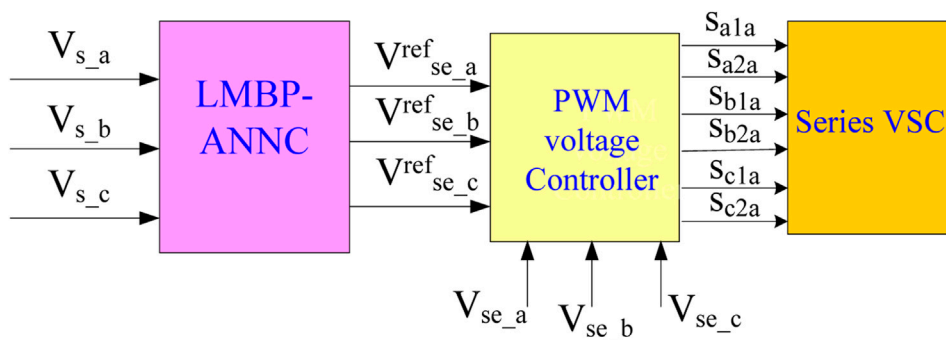 V_s_a
V_s_b
V_s_c
LMBP-
ANNC
V^ref_se_a
V^ref_se_b
V^ref_se_c
PWM
voltage
Controller
V_se_a
V_se_b
V_se_c
s_a1a
s_a2a
s_b1a
s_b2a
s_c1a
s_c2a
Series VSC